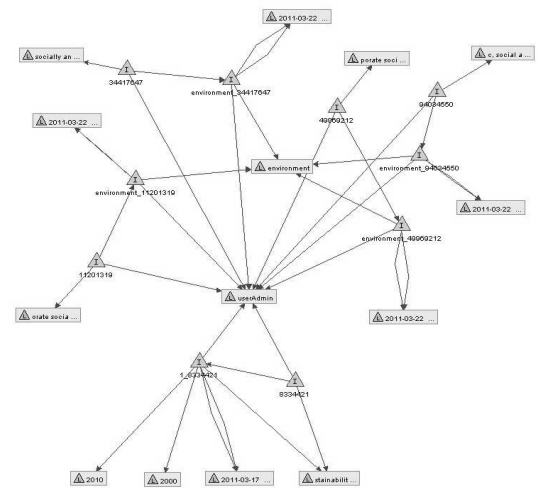 2011-03-22 ...
socially an ...
34417647
environment_34417647
porate soci ...
c, social a ...
49969212
94034550
2011-03-22 ...
environment_94034550
environment
environment_11201319
2011-03-22 ...
environment_49969212
11201319
userAdmin
orate socia ...
2011-03-22 ...
1_8334421
8334421
2010
2000
2011-03-17 ...
stainabilit ...